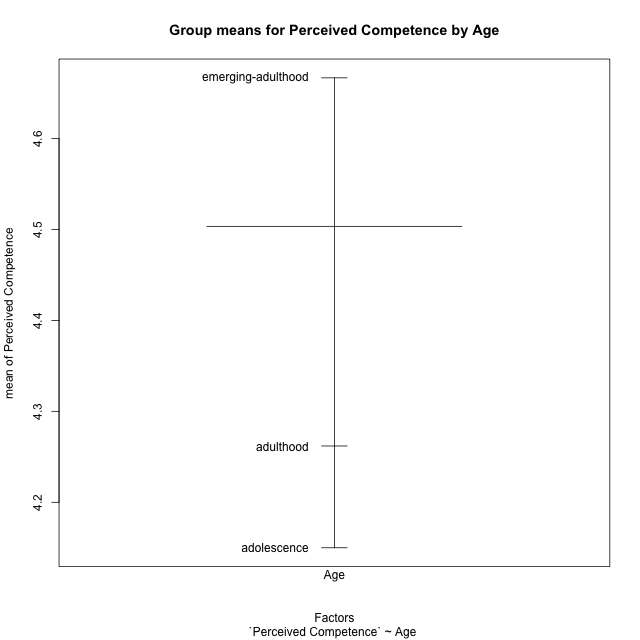 Group means for Perceived Competence by Age
emerging-adulthood
4.6
4.5
4.4
4.3
4.2
mean of Perceived Competence
adulthood
adolescence
Age
Factors
`Perceived Competence` ~ Age